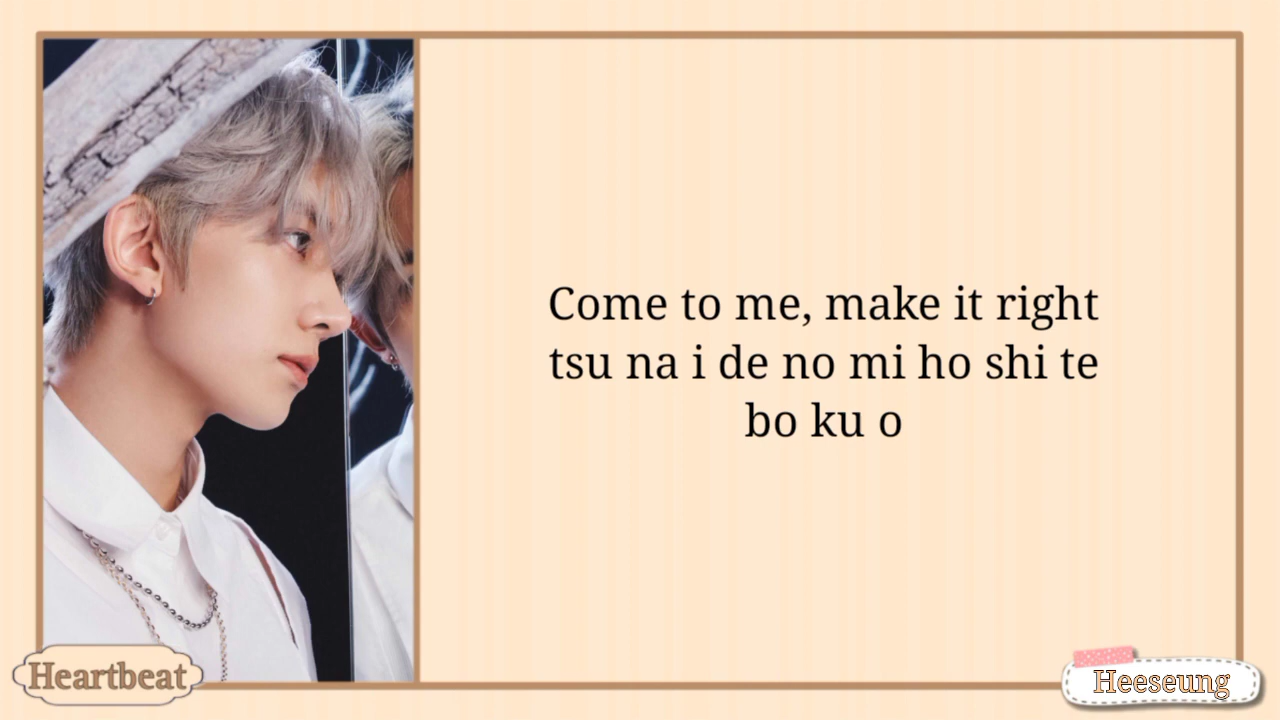 Come to me, make it right
tsu na i de no mi ho shi te
bo ku o
Heartbeat
Heeseung